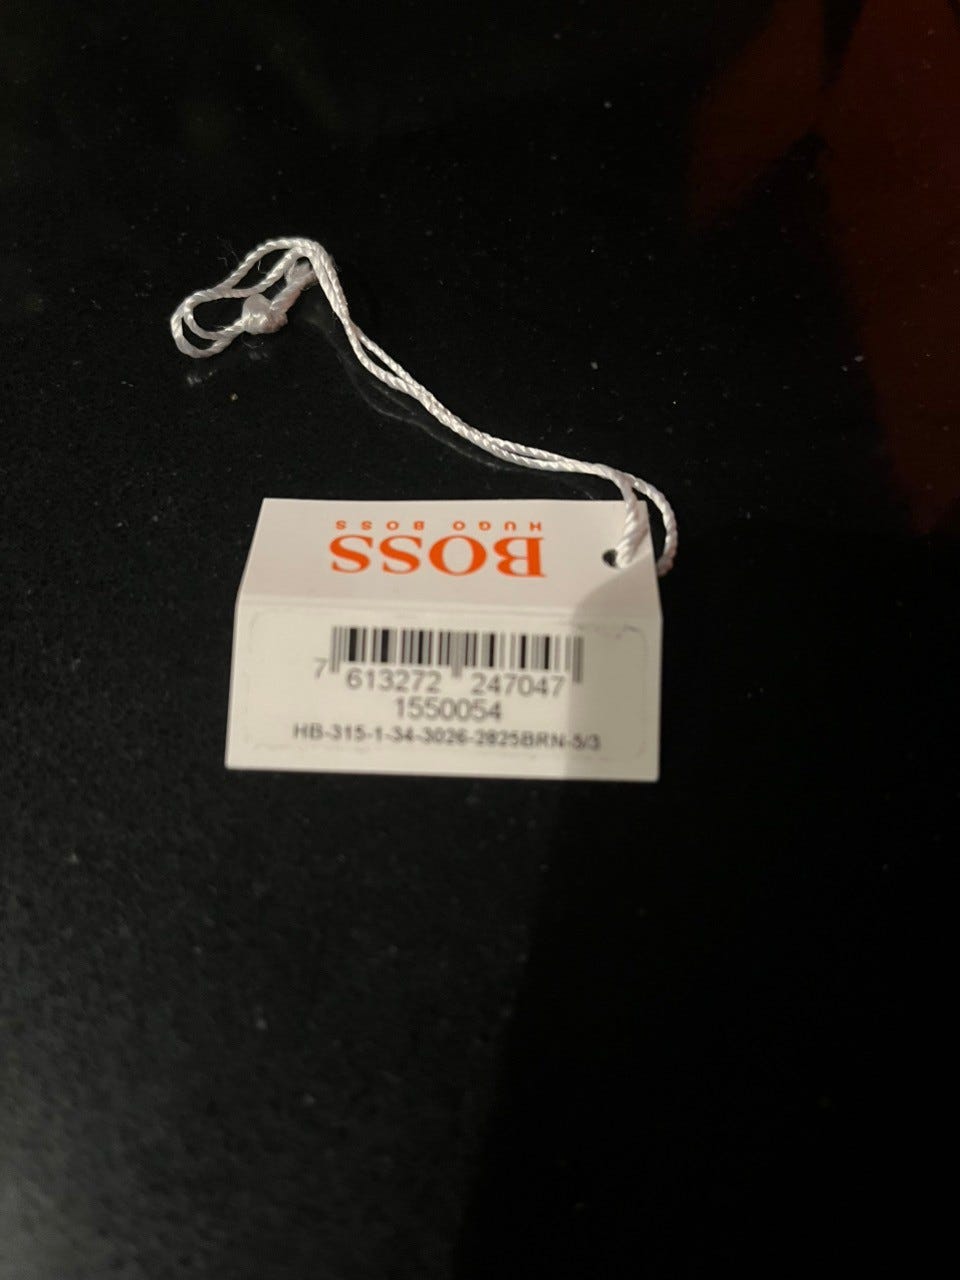 HUGO BOSS
BOSS
7 613272 247047
1550054
HB-315-1-34-3026-2825BRN-5/3